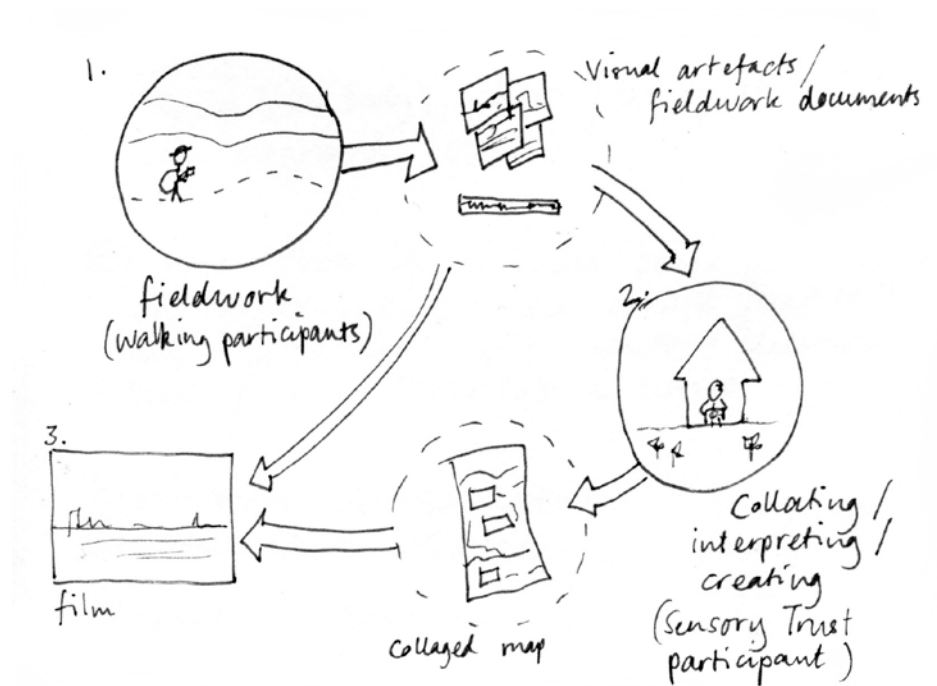 1.
Visual artefacts/
fieldwork documents
fieldwork
(walking participants)
2.
Collating/
interpreting/
creating
(Sensory Trust
participant)
3.
film
Collaged map